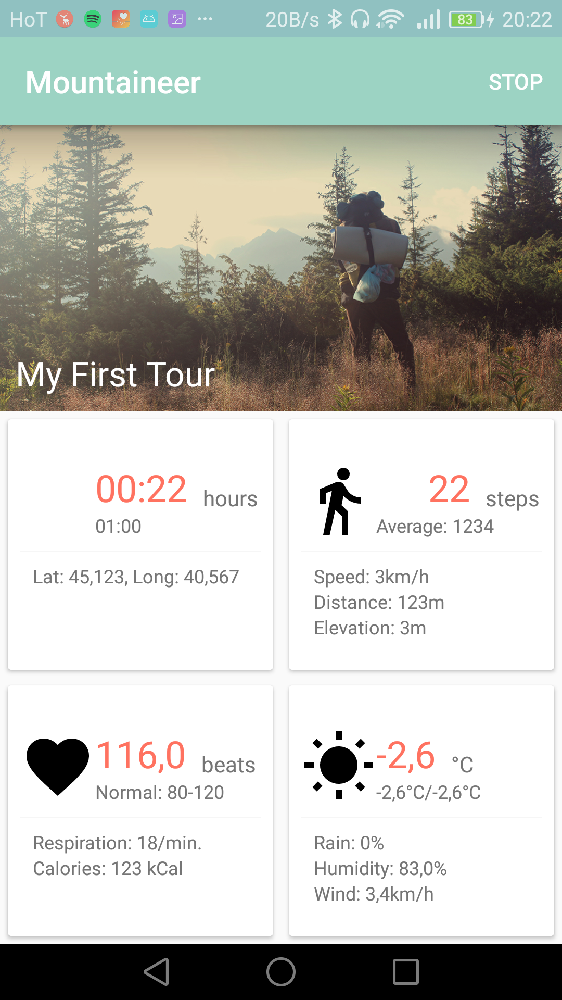 HoT 20B/s 83 20:22
Mountaineer STOP
My First Tour
00:22 hours
01:00
Lat: 45,123, Long: 40,567
22 steps
Average: 1234
Speed: 3km/h
Distance: 123m
Elevation: 3m
116,0 beats
Normal: 80-120
Respiration: 18/min.
Calories: 123 kCal
-2,6 °C
-2,6°C/-2,6°C
Rain: 0%
Humidity: 83,0%
Wind: 3,4km/h